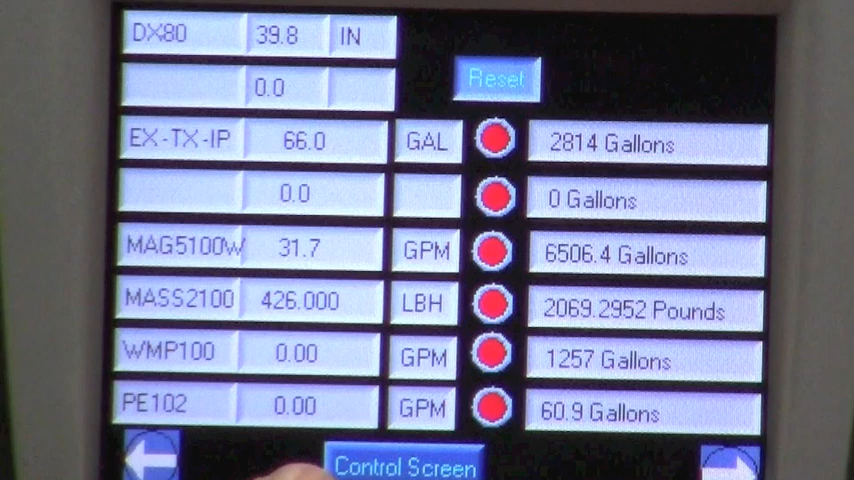 DX80 39.8 IN
0.0 Reset
EX-TX-IP 66.0 GAL 2814 Gallons
0.0 0 Gallons
MAG5100W 31.7 GPM 6506.4 Gallons
MASS2100 426.000 LBH 2069.2952 Pounds
WMP100 0.00 GPM 1257 Gallons
PE102 0.00 GPM 60.9 Gallons
Control Screen